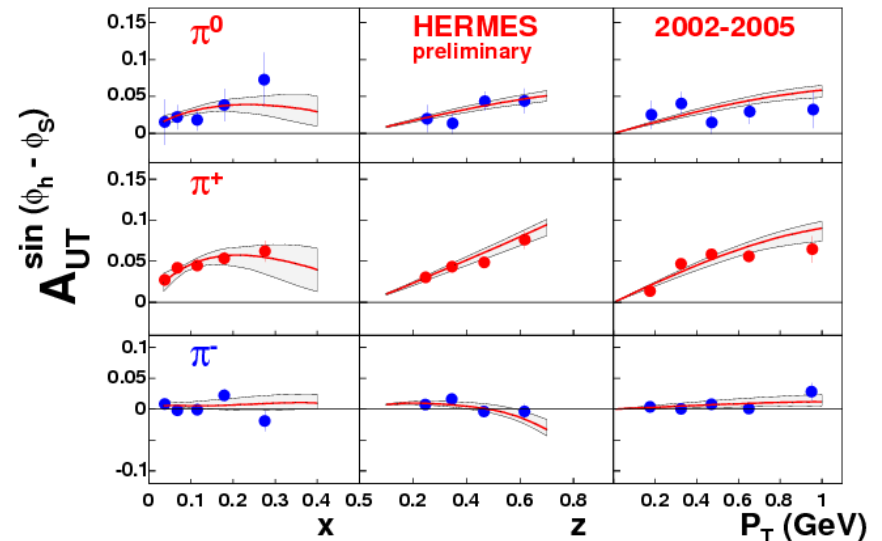 π⁰ HERMES 2002-2005
preliminary
0.15
0.1
0.05
0
A_UT^sin (ϕ_h - ϕ_S)
π⁺
0.15
0.1
0.05
0
π⁻
0.1
0.05
0
-0.1
0 0.1 0.2 0.3 0.4 0.5 0.2 0.4 0.6 0.8 0.2 0.4 0.6 0.8 1
x z P_T (GeV)